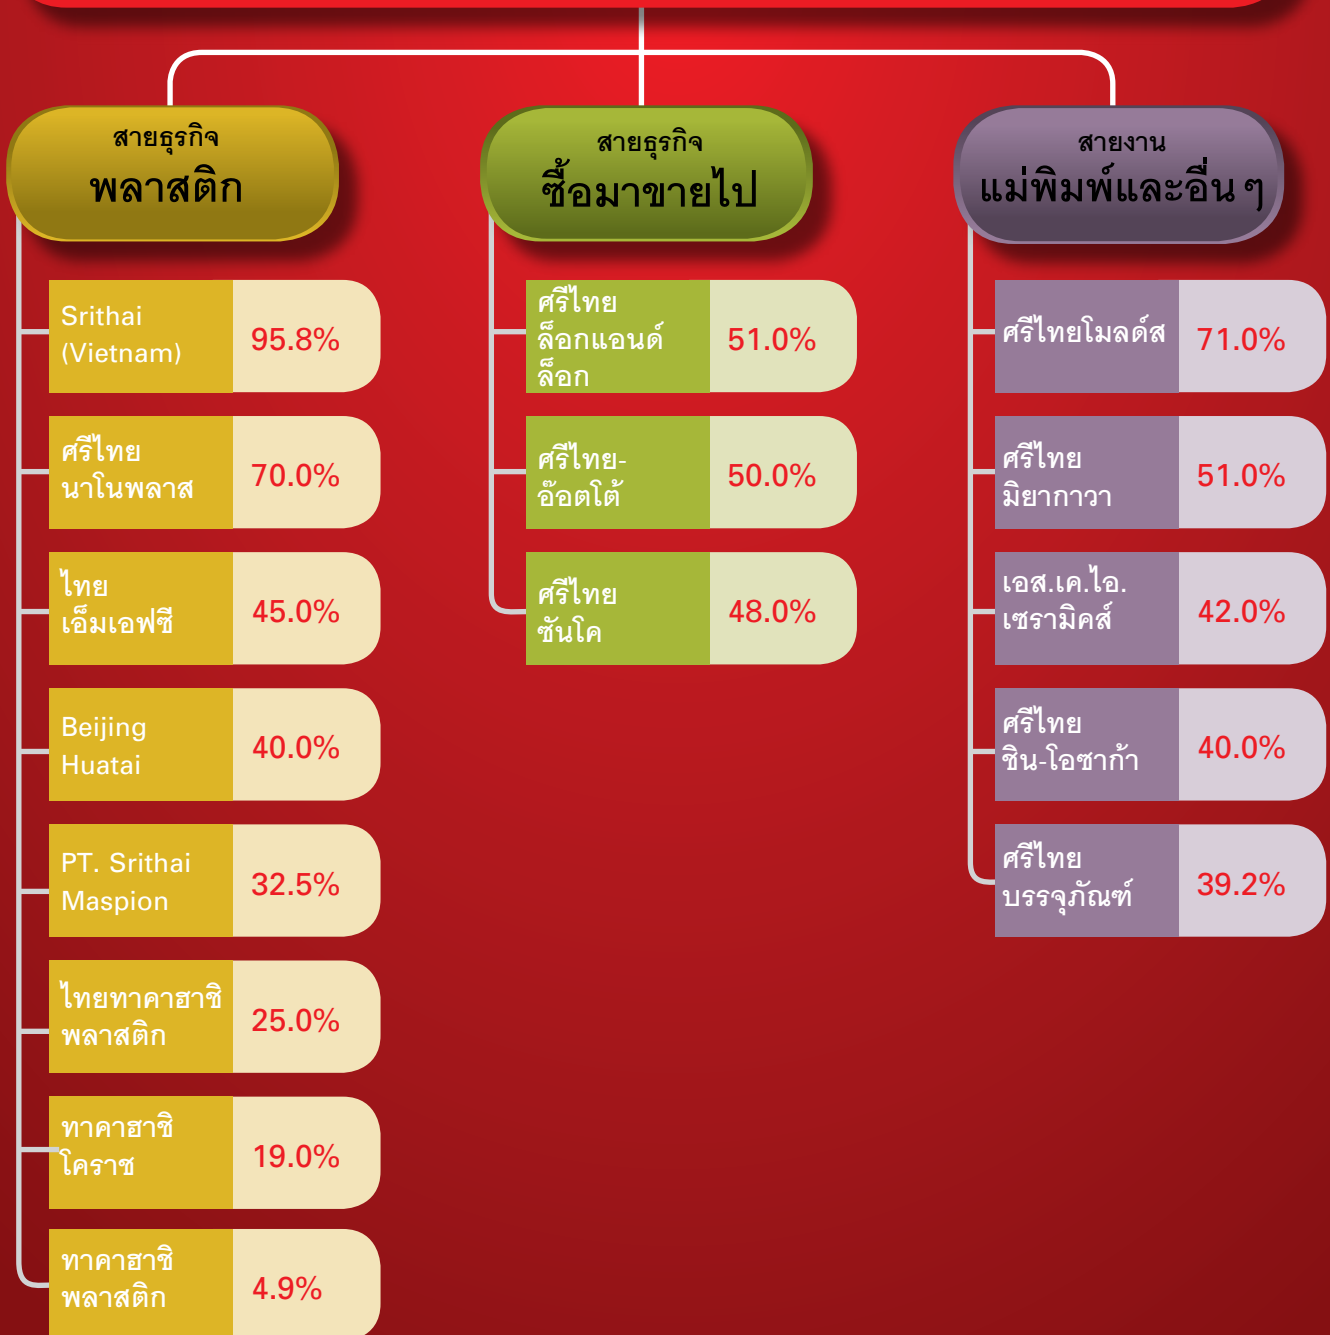 สายธุรกิจ
พลาสติก
Srithai
(Vietnam)
95.8%
ศรีไทย
นาโนพลาส
70.0%
ไทย
เอ็มเอฟซี
45.0%
Beijing
Huatai
40.0%
PT. Srithai
Maspion
32.5%
ไทยทาคาฮาชิ
พลาสติก
25.0%
ทาคาฮาชิ
โคราช
19.0%
ทาคาฮาชิ
พลาสติก
4.9%
สายธุรกิจ
ซื้อมาขายไป
ศรีไทย
ล็อกแอนด์
ล็อก
51.0%
ศรีไทย-
อ๊อตโต้
50.0%
ศรีไทย
ซันโค
48.0%
สายงาน
แม่พิมพ์และอื่น ๆ
ศรีไทยโมลด์ส
71.0%
ศรีไทย
มิยากาวา
51.0%
เอส.เค.ไอ.
เซรามิคส์
42.0%
ศรีไทย
ชิน-โอซาก้า
40.0%
ศรีไทย
บรรจุภัณฑ์
39.2%